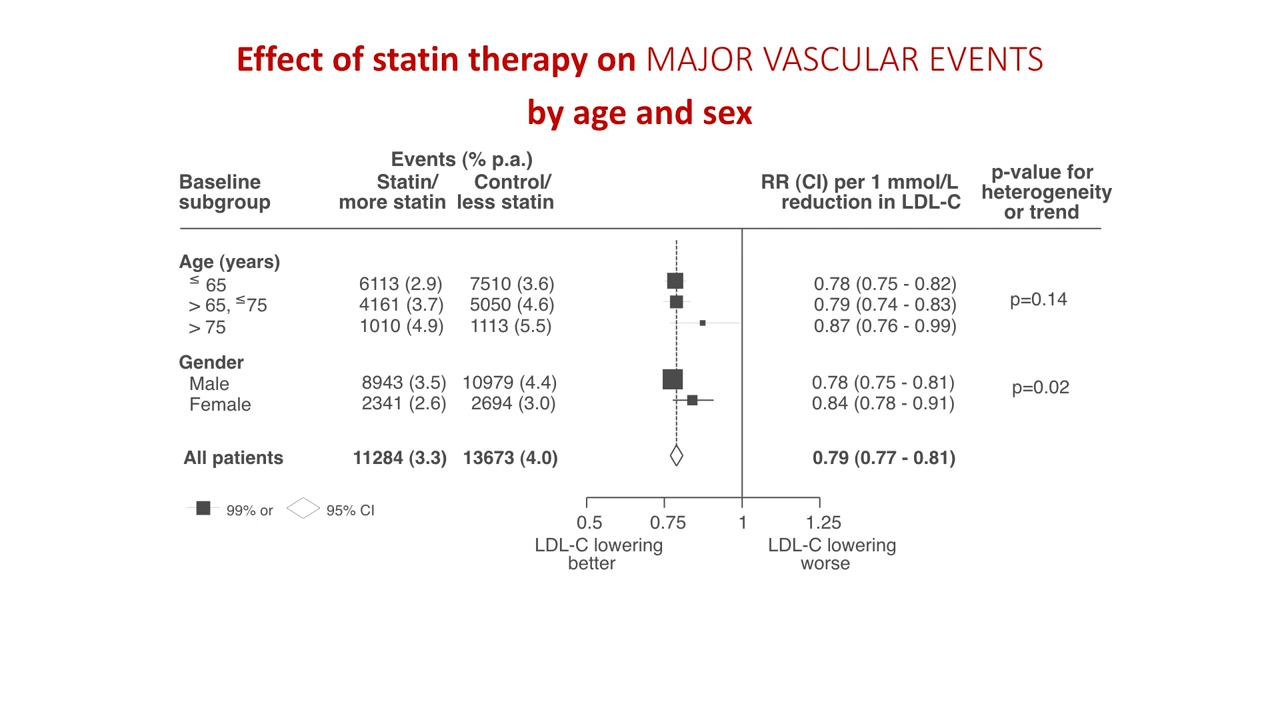 Effect of statin therapy on MAJOR VASCULAR EVENTS
by age and sex
Events (% p.a.)
Baseline subgroup
Statin/ more statin
Control/ less statin
RR (CI) per 1 mmol/L reduction in LDL-C
p-value for heterogeneity or trend
Age (years)
≤ 65 6113 (2.9) 7510 (3.6) 0.78 (0.75 - 0.82)
> 65, ≤75 4161 (3.7) 5050 (4.6) 0.79 (0.74 - 0.83) p=0.14
> 75 1010 (4.9) 1113 (5.5) 0.87 (0.76 - 0.99)
Gender
Male 8943 (3.5) 10979 (4.4) 0.78 (0.75 - 0.81) p=0.02
Female 2341 (2.6) 2694 (3.0) 0.84 (0.78 - 0.91)
All patients 11284 (3.3) 13673 (4.0) 0.79 (0.77 - 0.81)
99% or 95% CI
0.5 0.75 1 1.25
LDL-C lowering better
LDL-C lowering worse